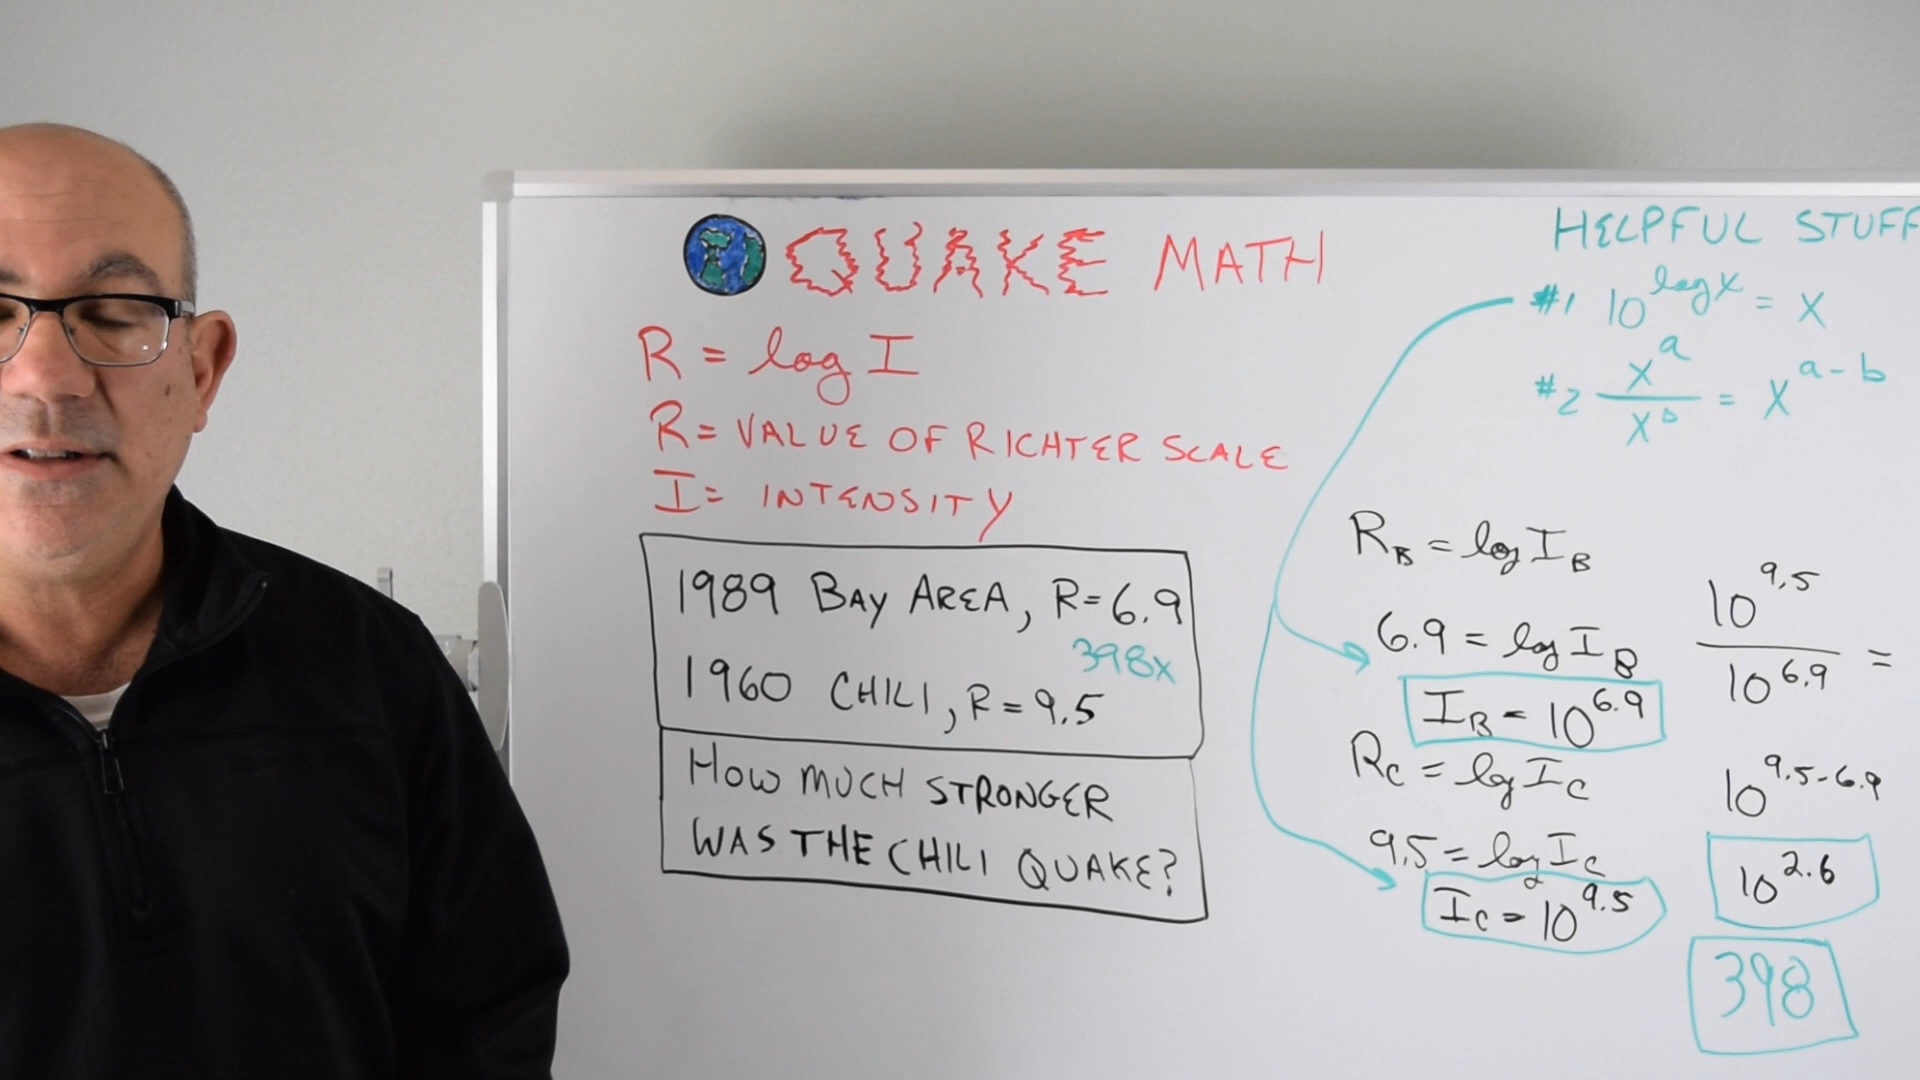 QUAKE MATH
R = log I
R = VALUE OF RICHTER SCALE
I = INTENSITY
1989 BAY AREA, R=6.9
398x
1960 CHILI, R=9.5
HOW MUCH STRONGER
WAS THE CHILI QUAKE?
HELPFUL STUFF
#1 10^{log x} = x
#2 x^a / x^b = x^{a-b}
R_B = log I_B
6.9 = log I_B
I_B = 10^{6.9}
R_C = log I_C
9.5 = log I_C
I_C = 10^{9.5}
10^{9.5} / 10^{6.9} =
10^{9.5-6.9}
10^{2.6}
398